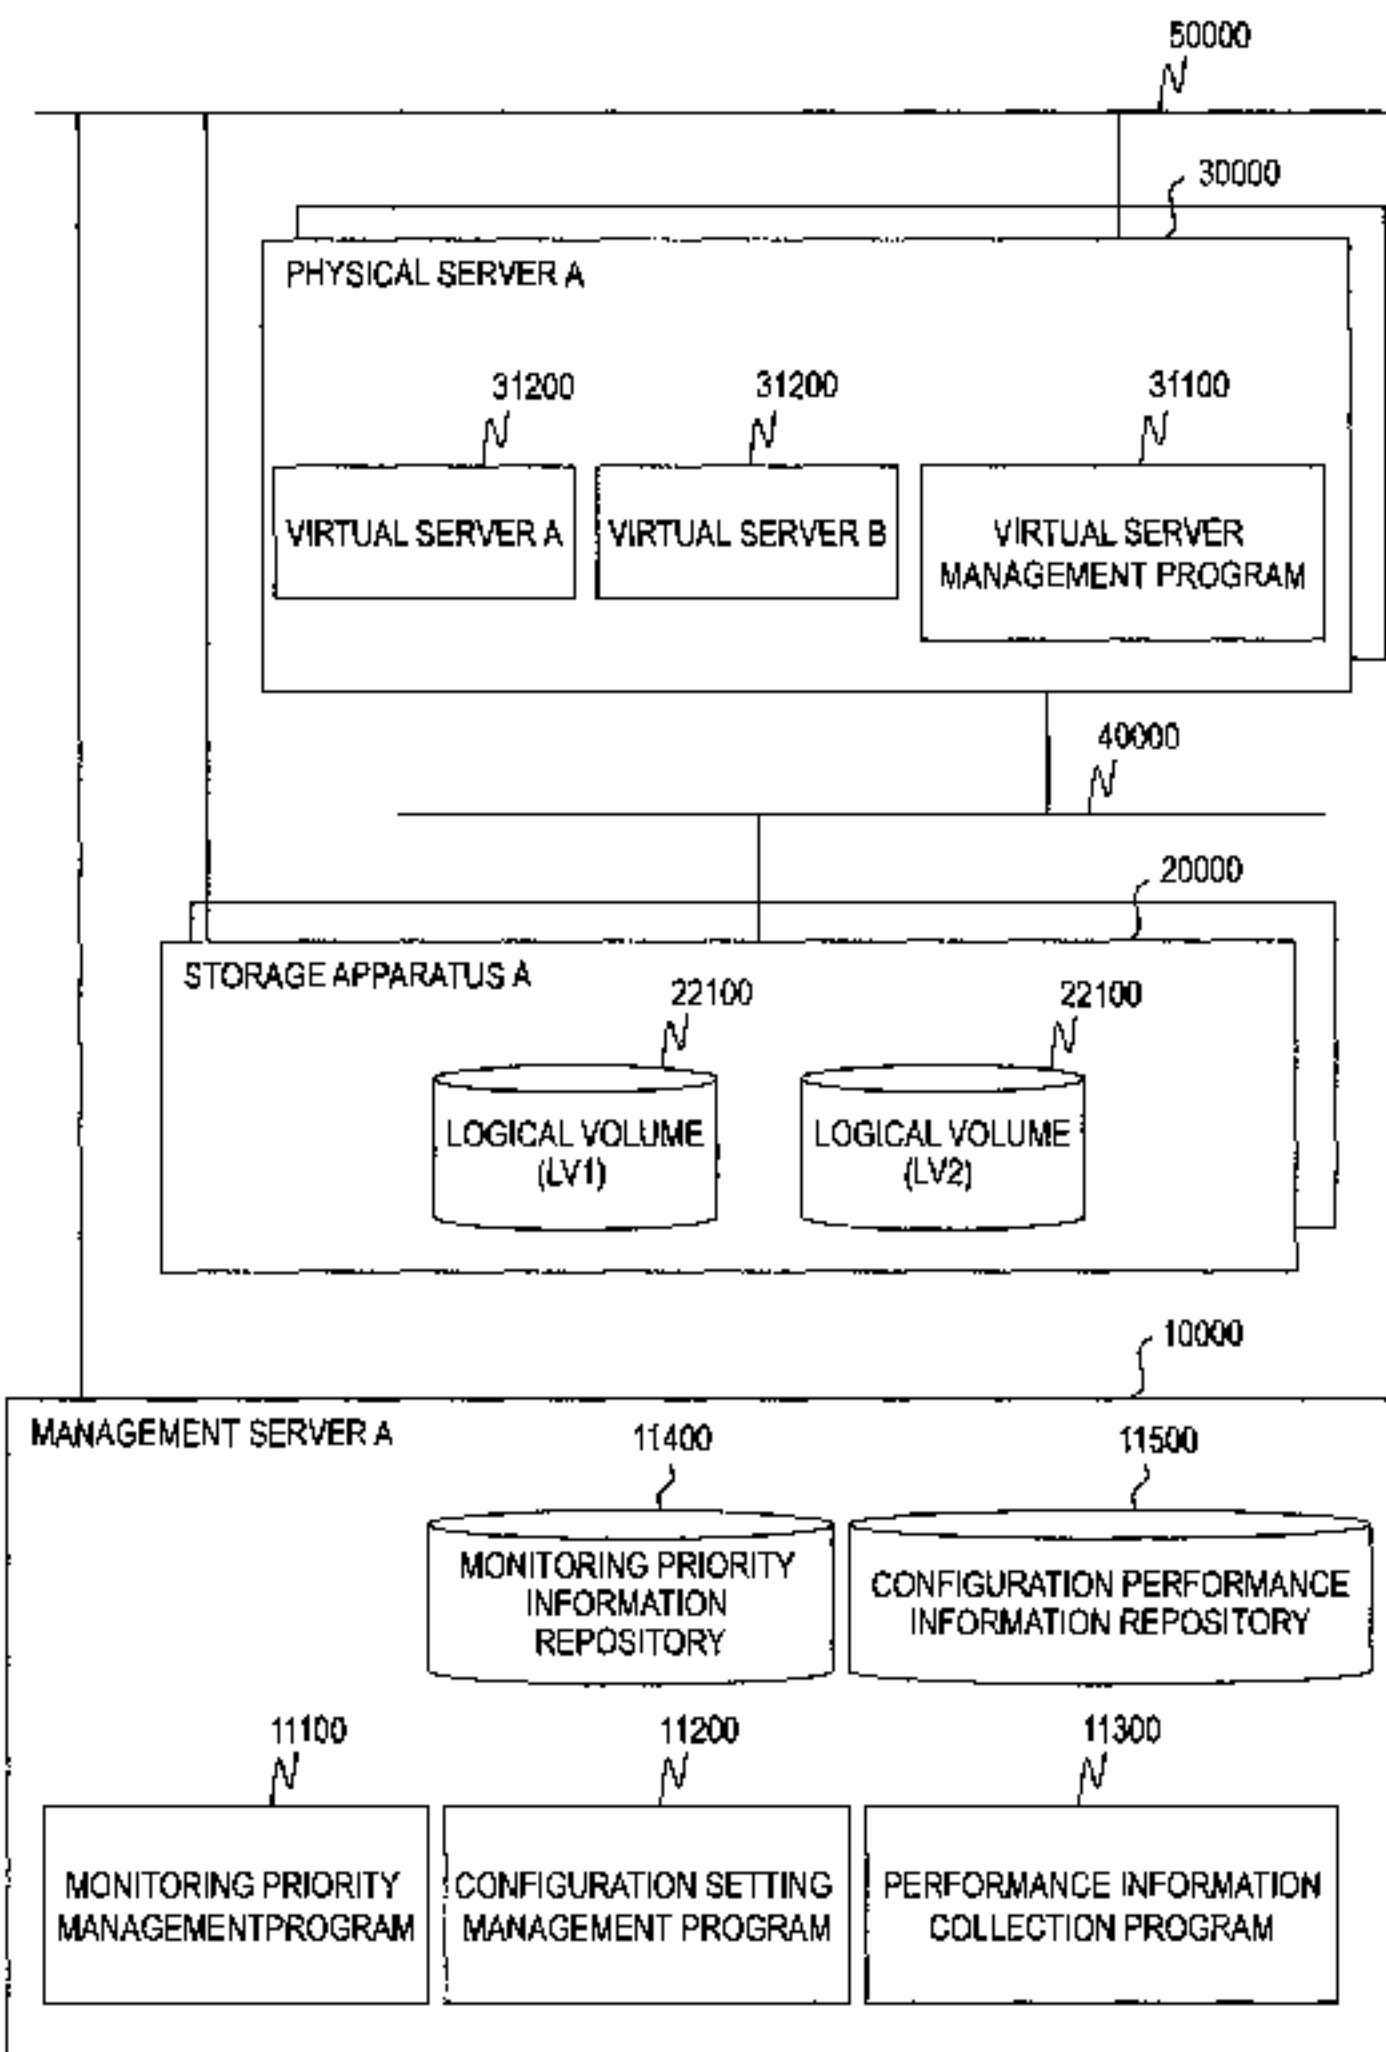 50000
30000
PHYSICAL SERVER A
31200
31200
31100
VIRTUAL SERVER A
VIRTUAL SERVER B
VIRTUAL SERVER
MANAGEMENT PROGRAM
40000
20000
STORAGE APPARATUS A
22100
22100
LOGICAL VOLUME
(LV1)
LOGICAL VOLUME
(LV2)
10000
MANAGEMENT SERVER A
11400
11500
MONITORING PRIORITY
INFORMATION
REPOSITORY
CONFIGURATION PERFORMANCE
INFORMATION REPOSITORY
11100
11200
11300
MONITORING PRIORITY
MANAGEMENTPROGRAM
CONFIGURATION SETTING
MANAGEMENT PROGRAM
PERFORMANCE INFORMATION
COLLECTION PROGRAM